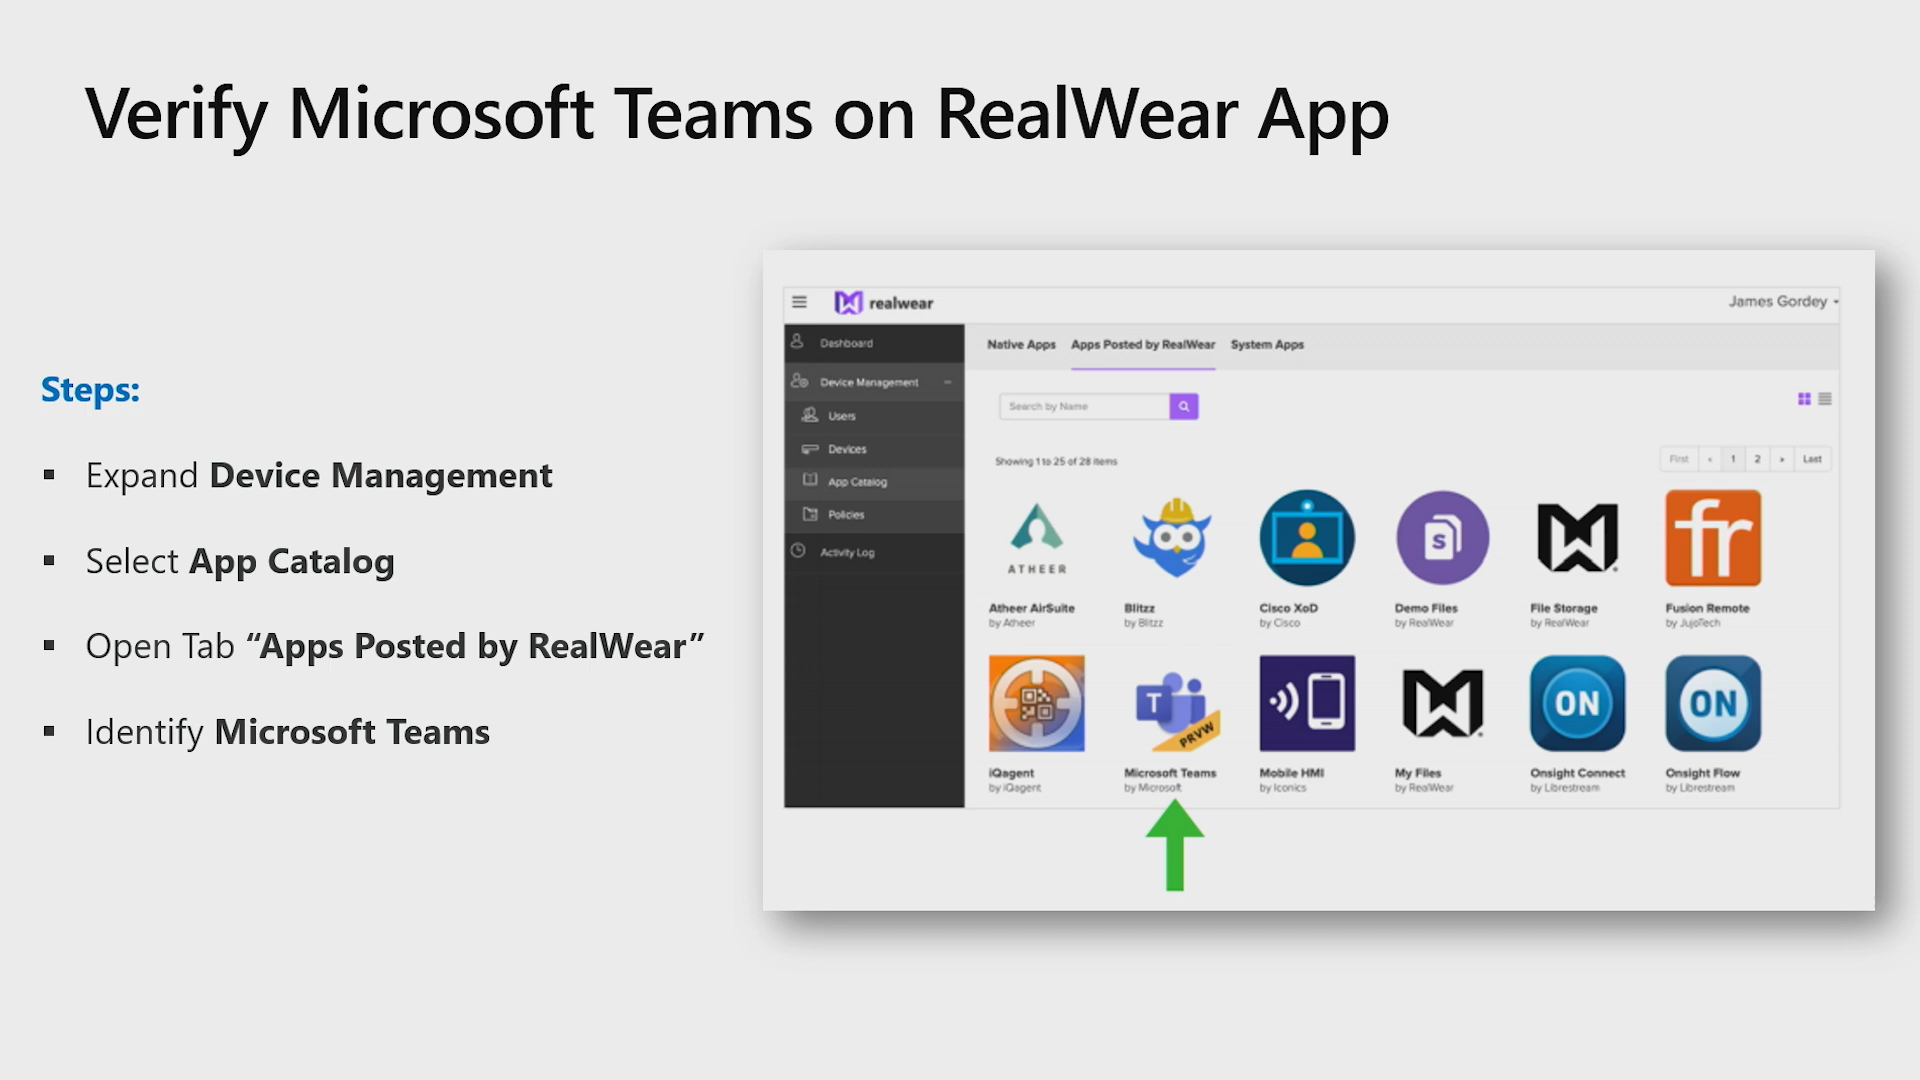 Verify Microsoft Teams on RealWear App
Steps:
▪ Expand Device Management
▪ Select App Catalog
▪ Open Tab “Apps Posted by RealWear”
▪ Identify Microsoft Teams
realwear
James Gordey
Dashboard
Device Management
Users
Devices
App Catalog
Policies
Activity Log
Native Apps Apps Posted by RealWear System Apps
Search by Name
Showing 1 to 25 of 28 items
First < 1 2 > Last
ATHEER
S
fr
Atheer AirSuite Blitzz Cisco XoD Demo Files File Storage Fusion Remote
by Atheer by Blitzz by Cisco by RealWear by RealWear by JujoTech
T
PRVW
ON
ON
iQagent Microsoft Teams Mobile HMI My Files Onsight Connect Onsight Flow
by iQagent by Microsoft by Iconics by RealWear by Librestream by Librestream